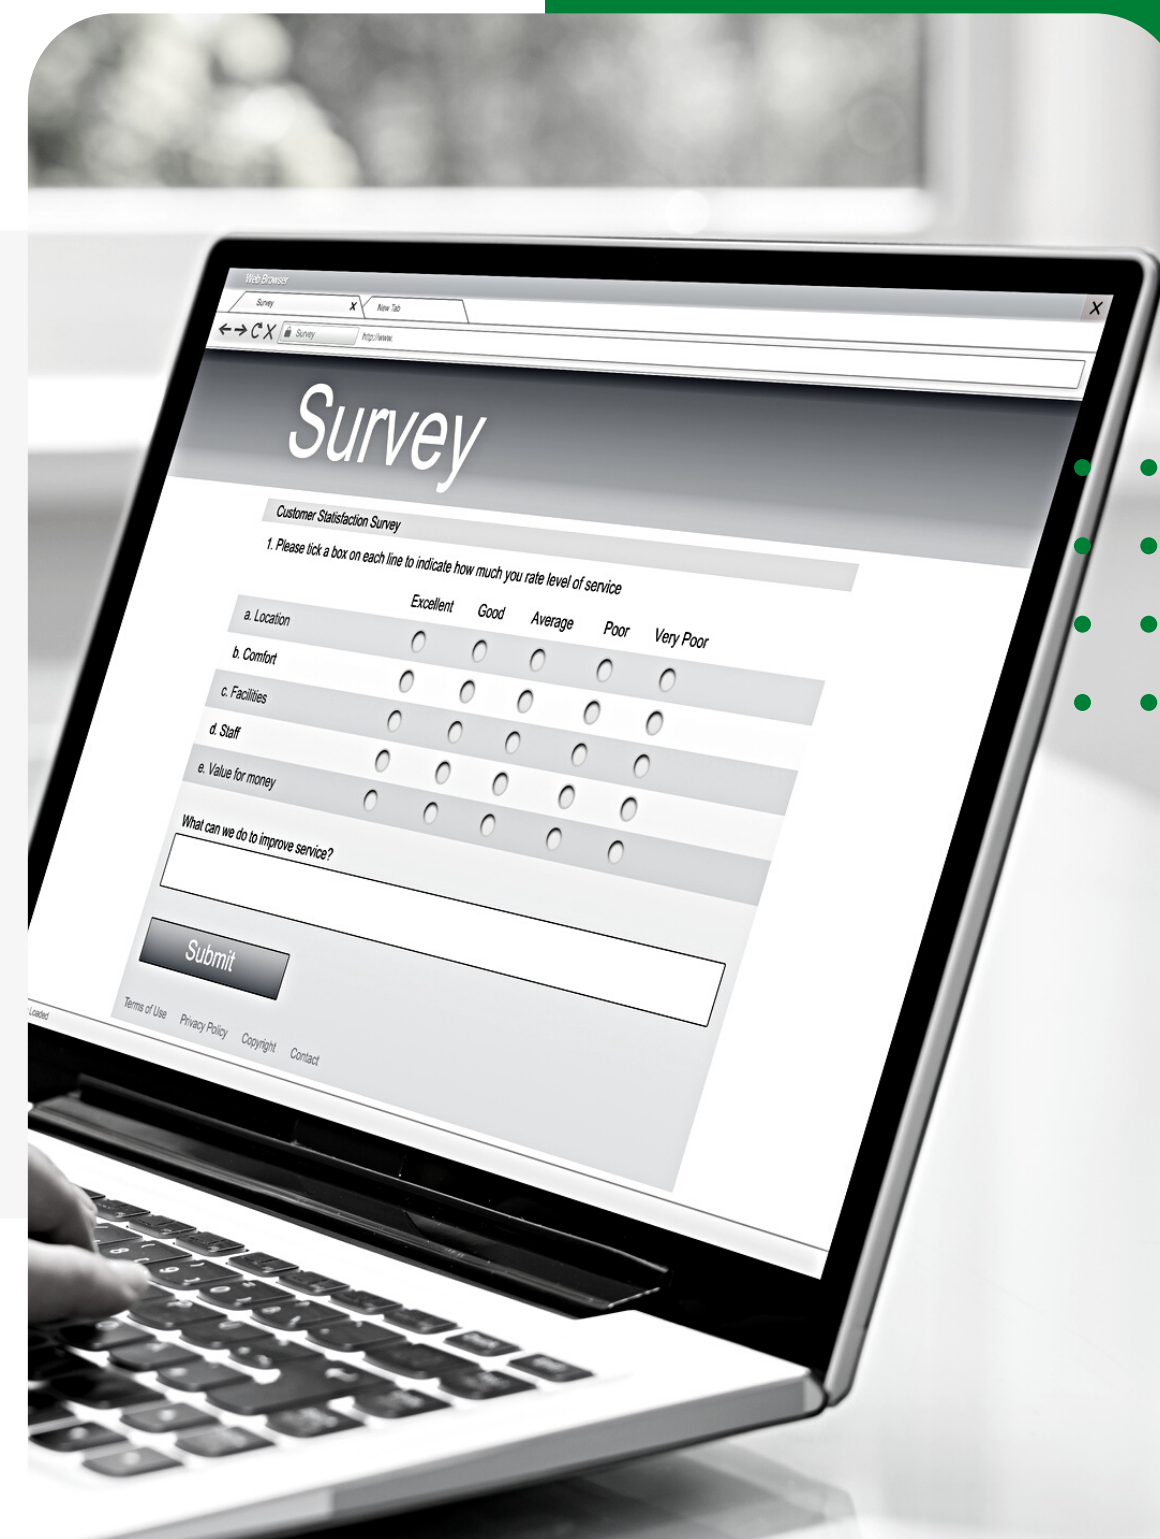 Web Browser
Survey X New Tab X
Survey http://www.
Survey
Customer Statisfaction Survey
1. Please tick a box on each line to indicate how much you rate level of service
Excellent Good Average Poor Very Poor
a. Location
b. Comfort
c. Facilities
d. Staff
e. Value for money
What can we do to improve service?
Submit
Terms of Use Privacy Policy Copyright Contact
Loaded